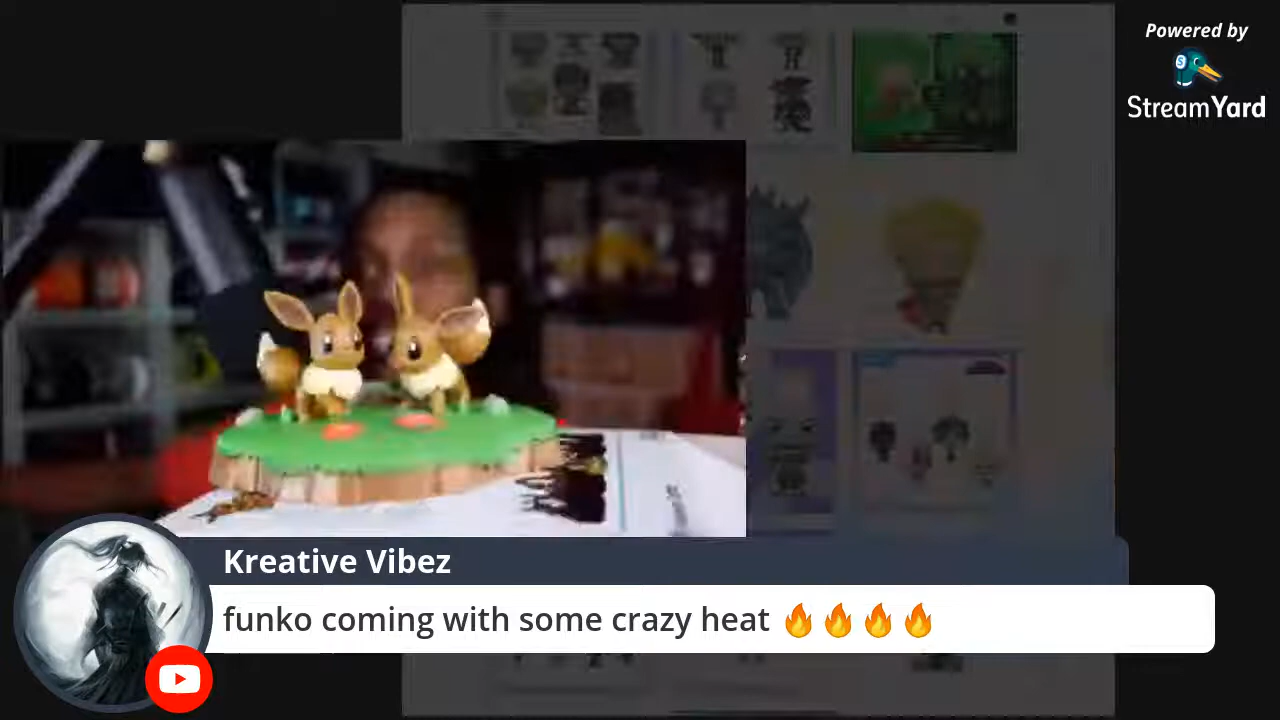 Powered by
StreamYard
Kreative Vibez
funko coming with some crazy heat 🔥🔥🔥🔥